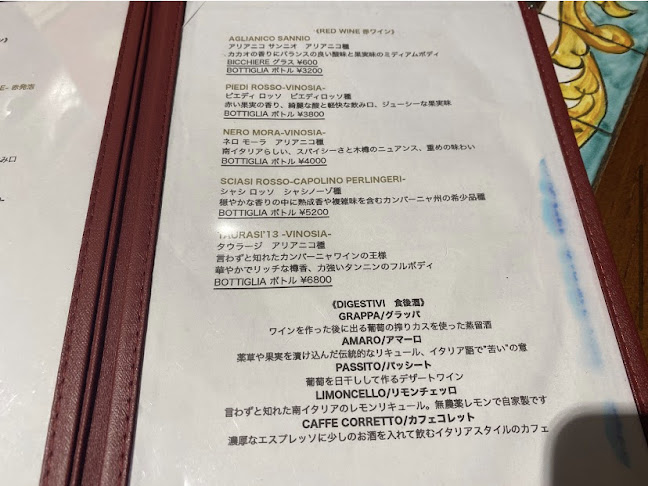 ン》
E- 赤発泡
み口
《RED WINE 赤ワイン》
AGLIANICO SANNIO
アリアニコ サンニオ　アリアニコ種
カカオの香りにバランスの良い酸味と果実味のミディアムボディ
BICCHIERE グラス ¥600
BOTTIGLIA ボトル ¥3200
PIEDI ROSSO-VINOSIA-
ピエディ ロッソ　ピエディロッソ種
赤い果実の香り、綺麗な酸と軽快な飲み口、ジューシーな果実味
BOTTIGLIA ボトル ¥3800
NERO MORA-VINOSIA-
ネロ モーラ　アリアニコ種
南イタリアらしい、スパイシーさと木樽のニュアンス、重めの味わい
BOTTIGLIA ボトル ¥4000
SCIASI ROSSO-CAPOLINO PERLINGERI-
シャシ ロッソ　シャシノーゾ種
穏やかな香りの中に熟成香や複雑味を含むカンパーニャ州の希少品種
BOTTIGLIA ボトル ¥5200
TAURASI'13 -VINOSIA-
タウラージ　アリアニコ種
言わずと知れたカンパーニャワインの王様
華やかでリッチな樽香、力強いタンニンのフルボディ
BOTTIGLIA ボトル ¥6800
《DIGESTIVI　食後酒》
GRAPPA/グラッパ
ワインを作った後に出る葡萄の搾りカスを使った蒸留酒
AMARO/アマーロ
薬草や果実を漬け込んだ伝統的なリキュール、イタリア語で"苦い"の意
PASSITO/パッシート
葡萄を日干しして作るデザートワイン
LIMONCELLO/リモンチェッロ
言わずと知れた南イタリアのレモンリキュール。無農薬レモンで自家製です
CAFFE CORRETTO/カフェコレット
濃厚なエスプレッソに少しのお酒を入れて飲むイタリアスタイルのカフェ